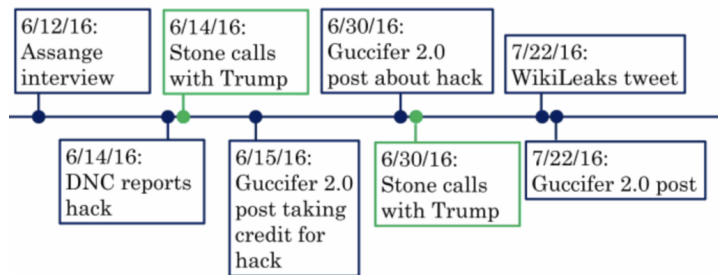 6/12/16:
Assange
interview
6/14/16:
Stone calls
with Trump
6/30/16:
Guccifer 2.0
post about hack
7/22/16:
WikiLeaks tweet
6/14/16:
DNC reports
hack
6/15/16:
Guccifer 2.0
post taking
credit for
hack
6/30/16:
Stone calls
with Trump
7/22/16:
Guccifer 2.0 post